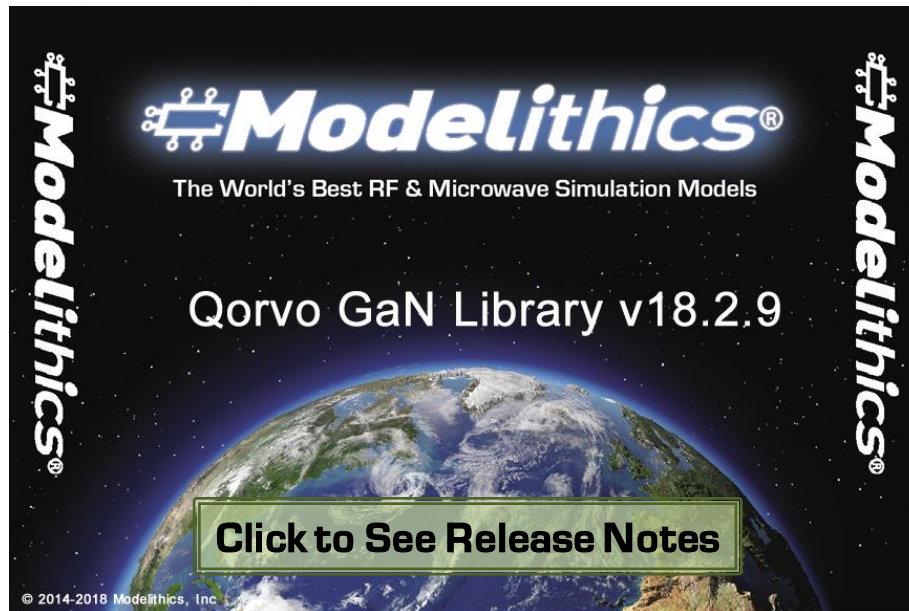 Modelithics®
Modelithics®
The World's Best RF & Microwave Simulation Models
Qorvo GaN Library v18.2.9
Click to See Release Notes
© 2014-2018 Modelithics, Inc
Modelithics®